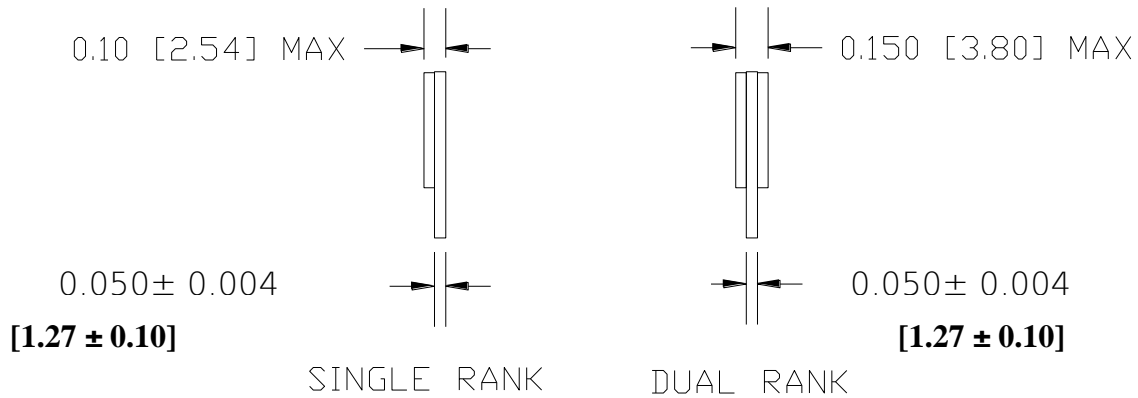 0.10 [2.54] MAX
0.150 [3.80] MAX
0.050± 0.004
[1.27 ± 0.10]
0.050± 0.004
[1.27 ± 0.10]
SINGLE RANK
DUAL RANK